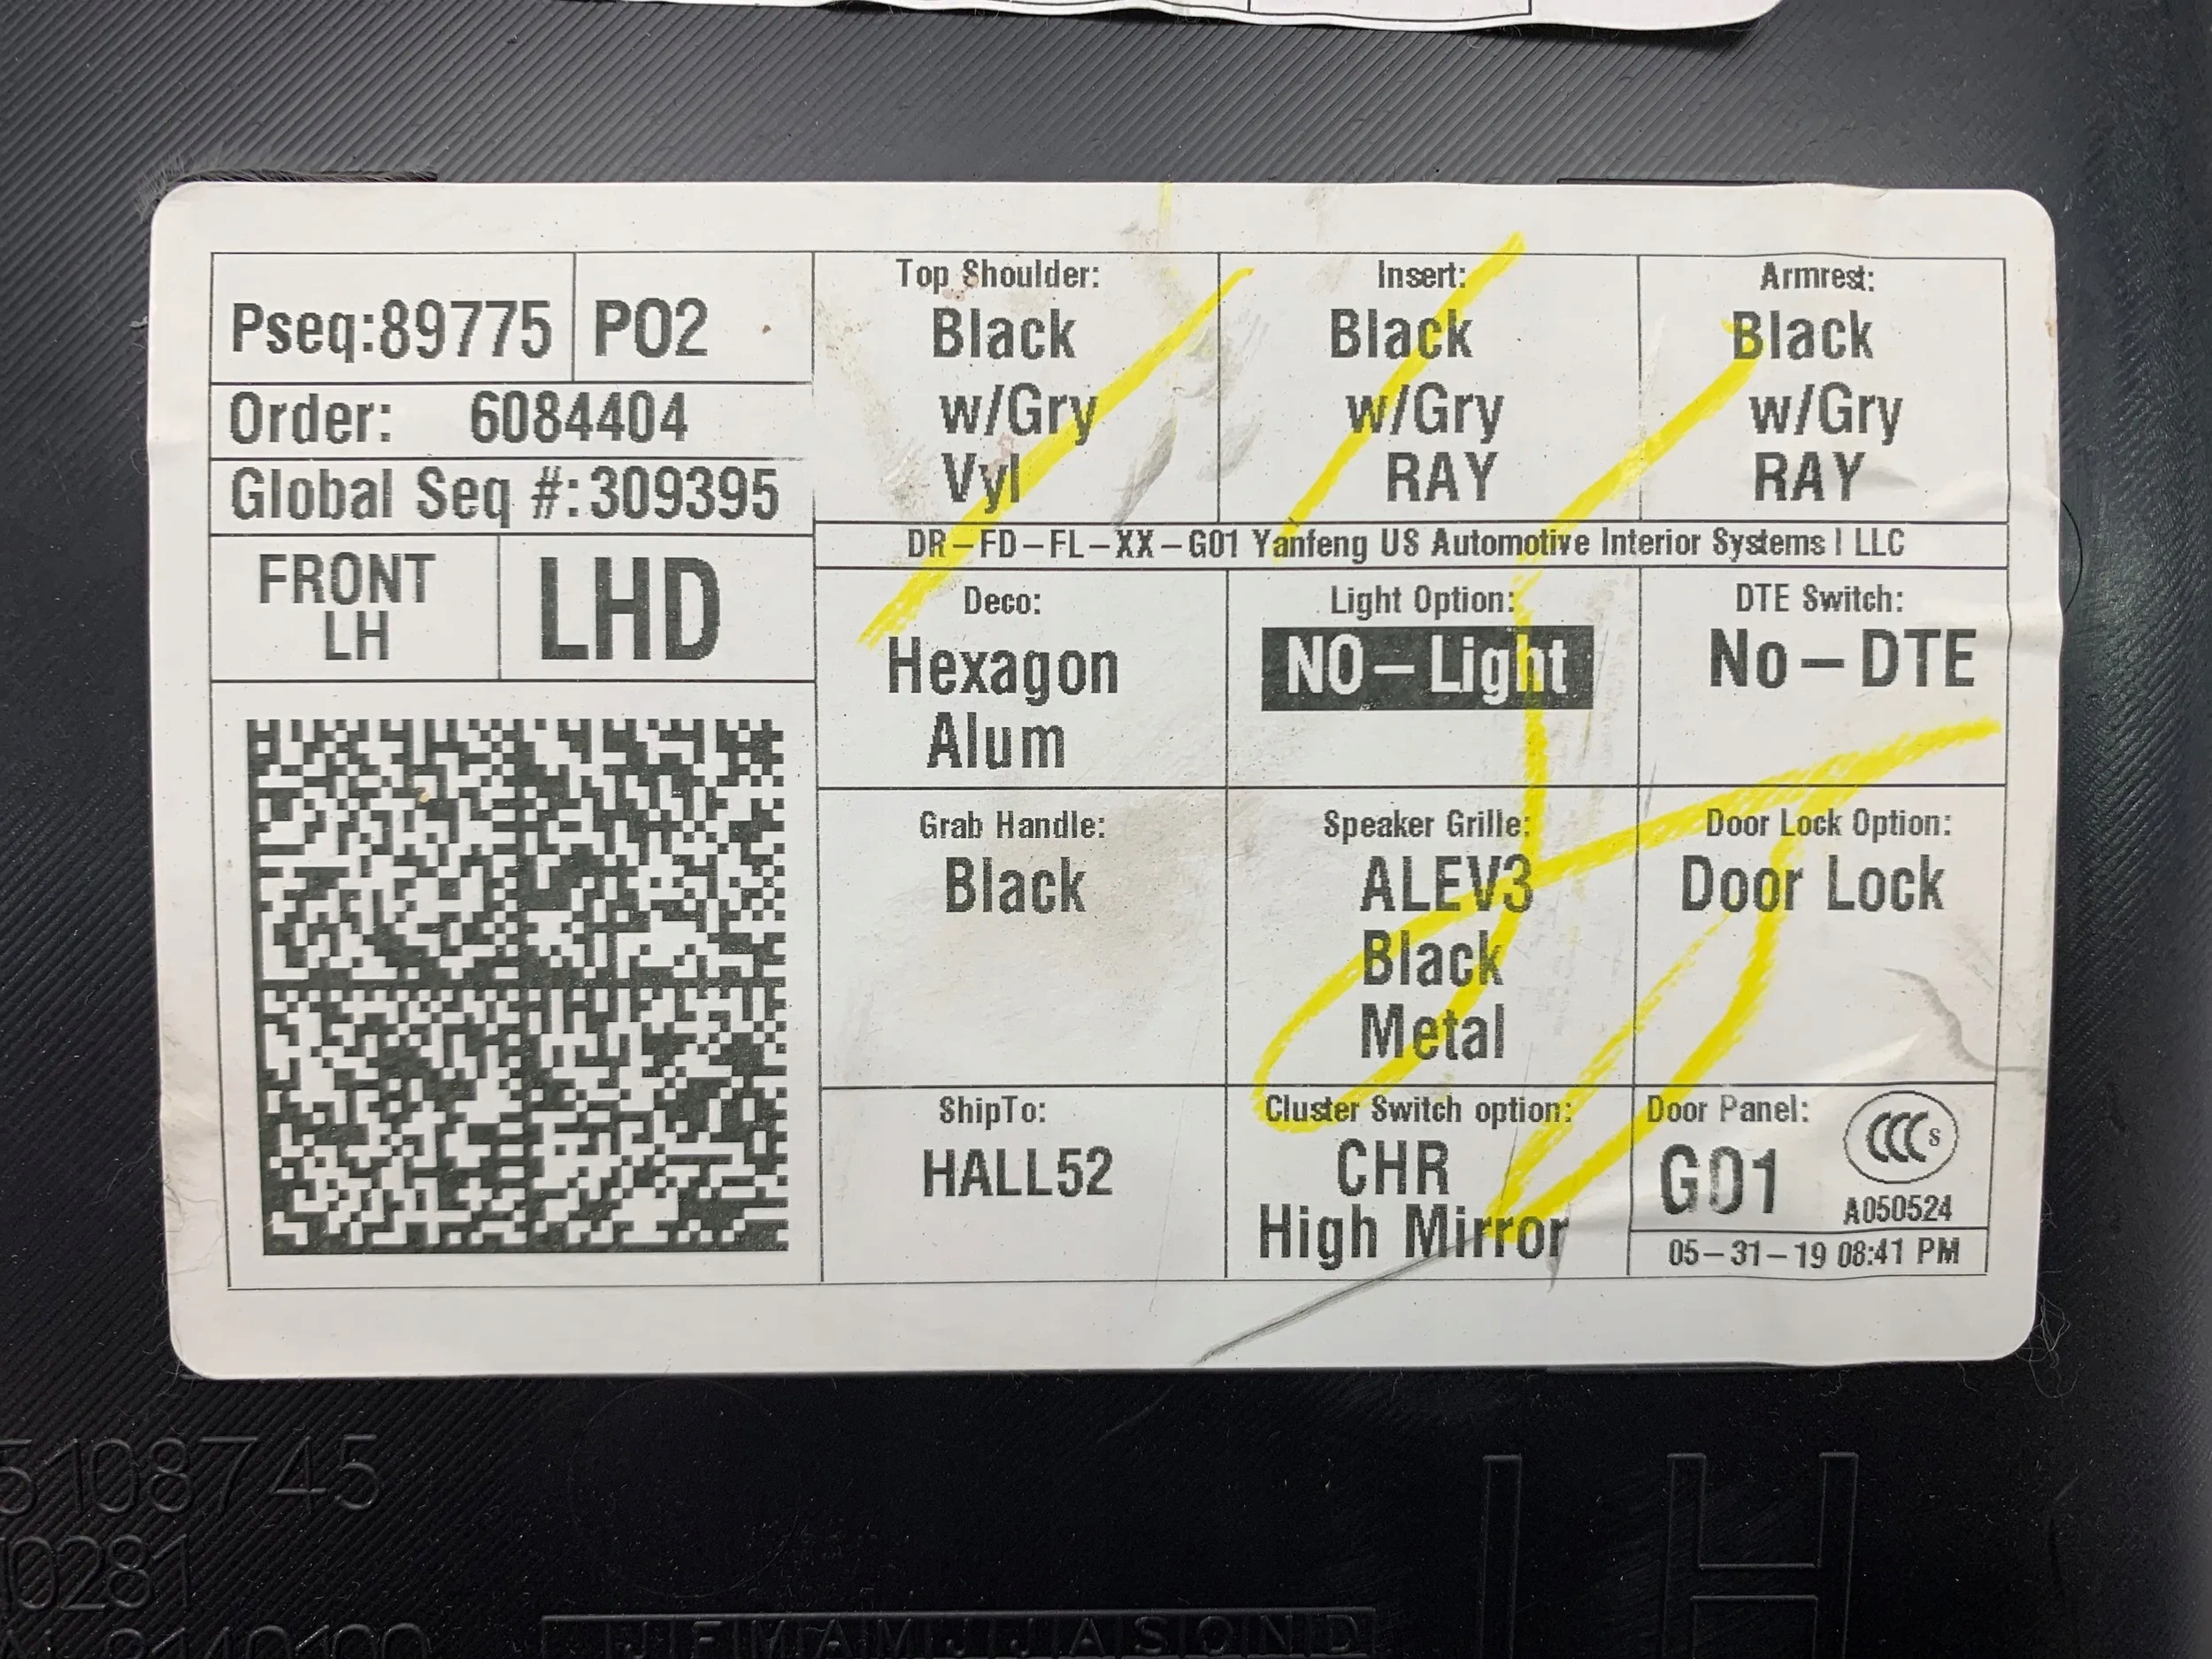 Pseq:89775 PO2
Order: 6084404
Global Seq #:309395
FRONT
LH
LHD
Top Shoulder:
Black
w/Gry
Vyl
Insert:
Black
w/Gry
RAY
Armrest:
Black
w/Gry
RAY
DR-FD-FL-XX-G01 Yanfeng US Automotive Interior Systems I LLC
Deco:
Hexagon
Alum
Light Option:
NO-Light
DTE Switch:
No-DTE
Grab Handle:
Black
Speaker Grille:
ALEV3
Black
Metal
Door Lock Option:
Door Lock
ShipTo:
HALL52
Cluster Switch option:
CHR
High Mirror
Door Panel:
G01
CCC S
A050524
05-31-19 08:41 PM
5108745
10281
LH
J F M A M J J A S O N D